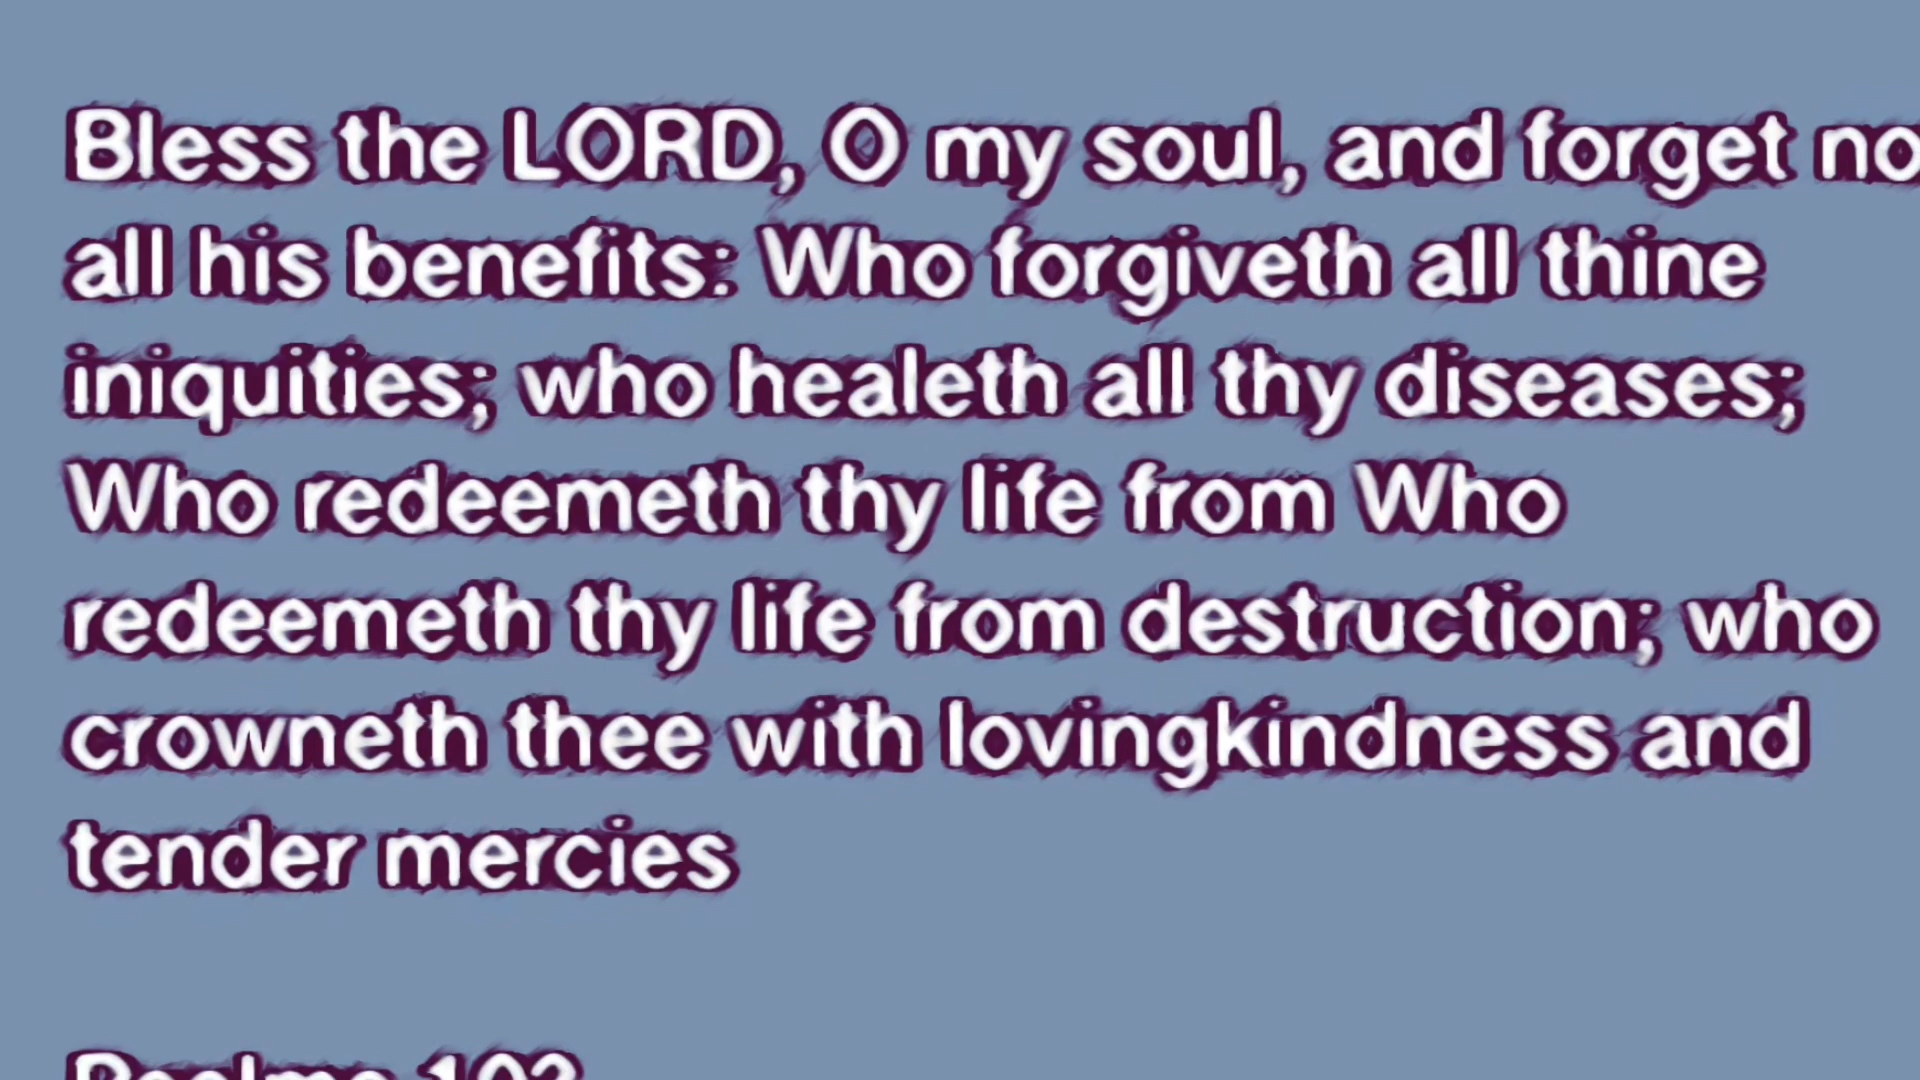 Bless the LORD, O my soul, and forget no
all his benefits: Who forgiveth all thine
iniquities; who healeth all thy diseases;
Who redeemeth thy life from Who
redeemeth thy life from destruction; who
crowneth thee with lovingkindness and
tender mercies
Psalms 103